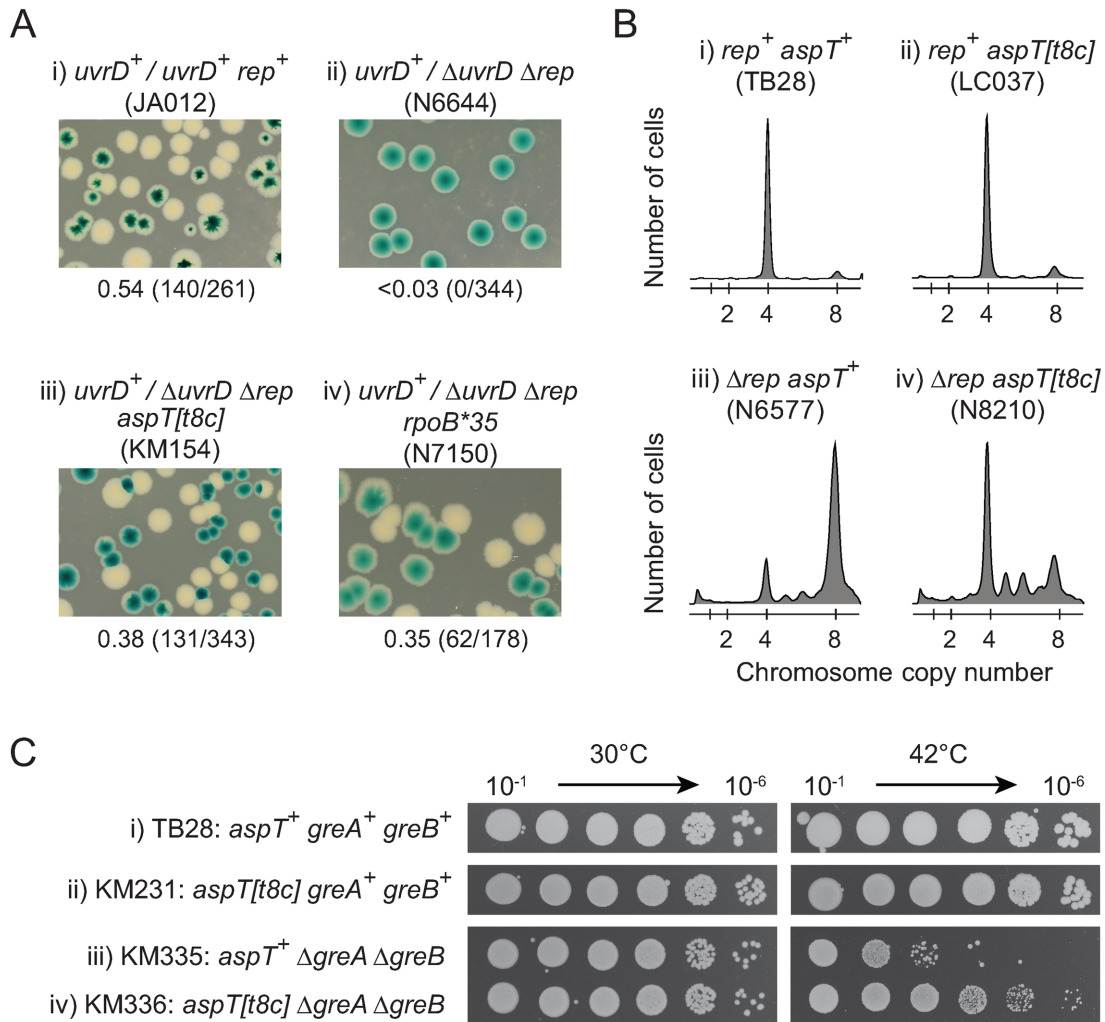 A
i) uvrD+ / uvrD+ rep+
(JA012)
0.54 (140/261)
ii) uvrD+ / ΔuvrD Δrep
(N6644)
<0.03 (0/344)
iii) uvrD+ / ΔuvrD Δrep
aspT[t8c]
(KM154)
0.38 (131/343)
iv) uvrD+ / ΔuvrD Δrep
rpoB*35
(N7150)
0.35 (62/178)
B
i) rep+ aspT+
(TB28)
Number of cells
2 4 8
ii) rep+ aspT[t8c]
(LC037)
2 4 8
iii) Δrep aspT+
(N6577)
Number of cells
2 4 8
iv) Δrep aspT[t8c]
(N8210)
2 4 8
Chromosome copy number
C
30°C
42°C
10-1 10-6
10-1 10-6
i) TB28: aspT+ greA+ greB+
ii) KM231: aspT[t8c] greA+ greB+
iii) KM335: aspT+ ΔgreA ΔgreB
iv) KM336: aspT[t8c] ΔgreA ΔgreB